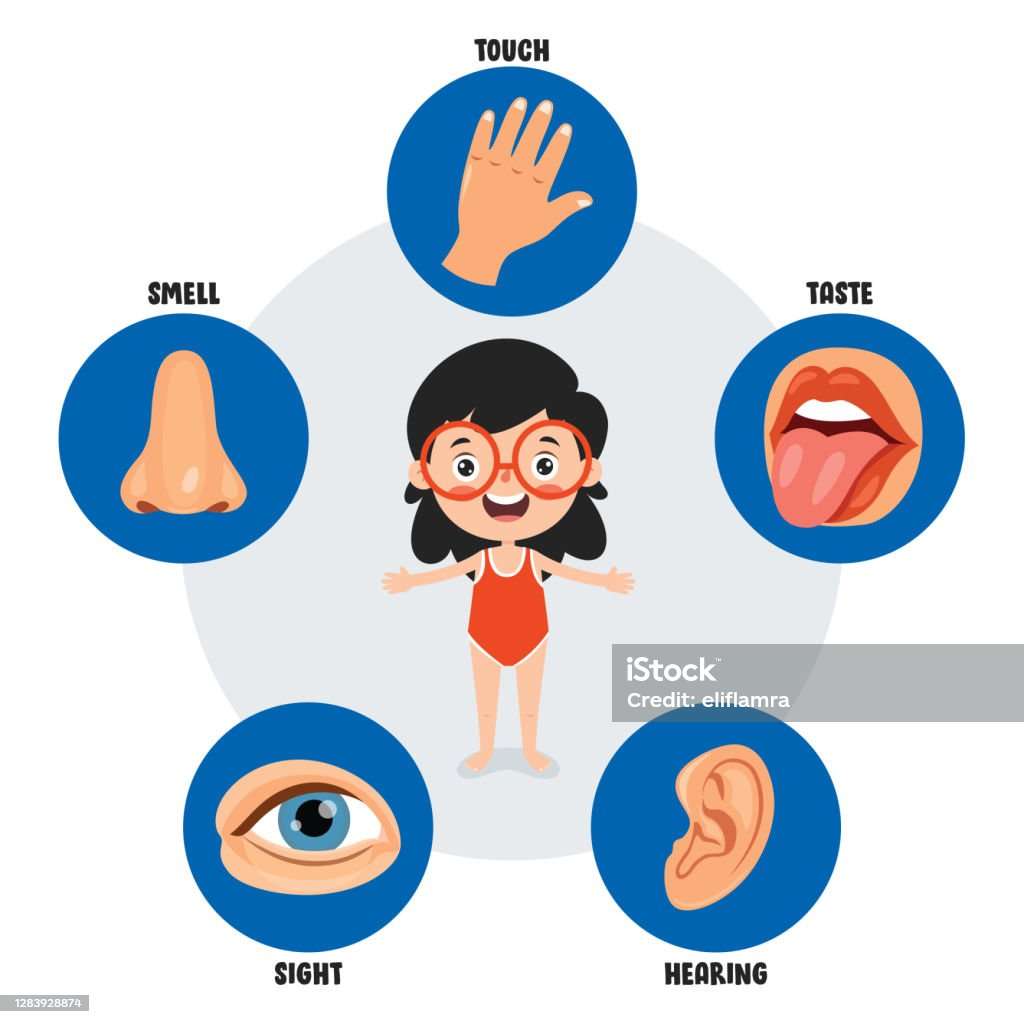 TOUCH
SMELL
TASTE
iStock
Credit: eliflamra
SIGHT
HEARING
1283928874